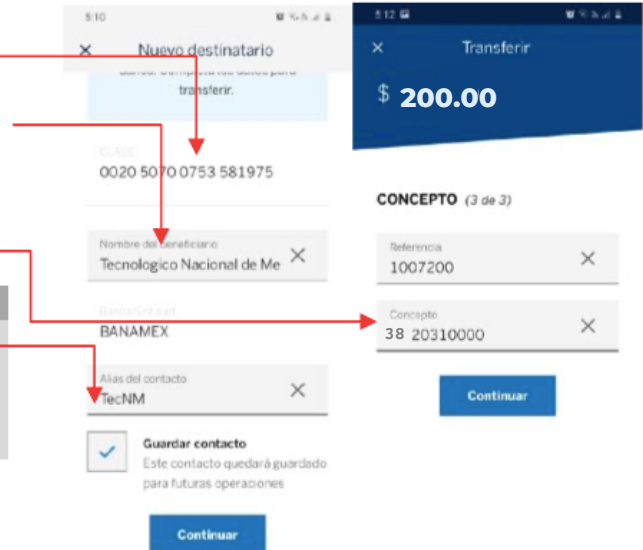 5:10
Nuevo destinatario
transferir.
CLABE
0020 5070 0753 581975
Nombre del beneficiario
Tecnologico Nacional de Me
BANAMEX
Alias del contacto
TecNM
Guardar contacto
Este contacto quedará guardado
para futuras operaciones
Continuar
5:12
Transferir
$ 200.00
CONCEPTO (3 de 3)
Referencia
1007200
Concepto
38 20310000
Continuar